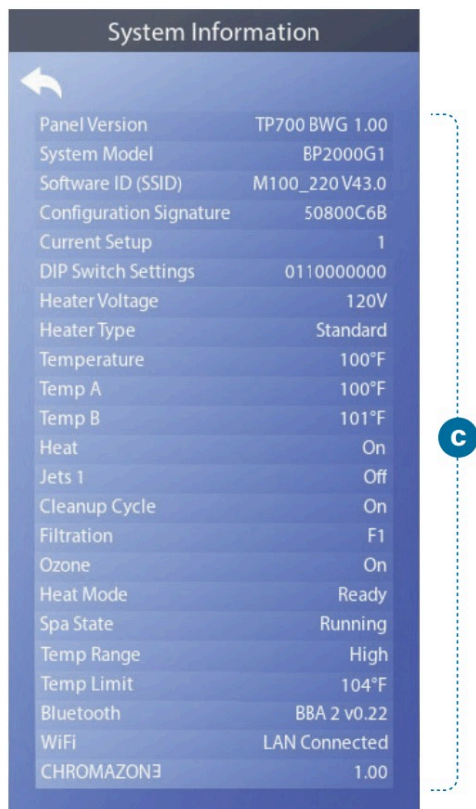 System Information
Panel Version TP700 BWG 1.00
System Model BP2000G1
Software ID (SSID) M100_220 V43.0
Configuration Signature 50800C6B
Current Setup 1
DIP Switch Settings 0110000000
Heater Voltage 120V
Heater Type Standard
Temperature 100°F
Temp A 100°F
Temp B 101°F
Heat On
Jets 1 Off
Cleanup Cycle On
Filtration F1
Ozone On
Heat Mode Ready
Spa State Running
Temp Range High
Temp Limit 104°F
Bluetooth BBA 2 v0.22
WiFi LAN Connected
CHROMAZONƎ 1.00
C